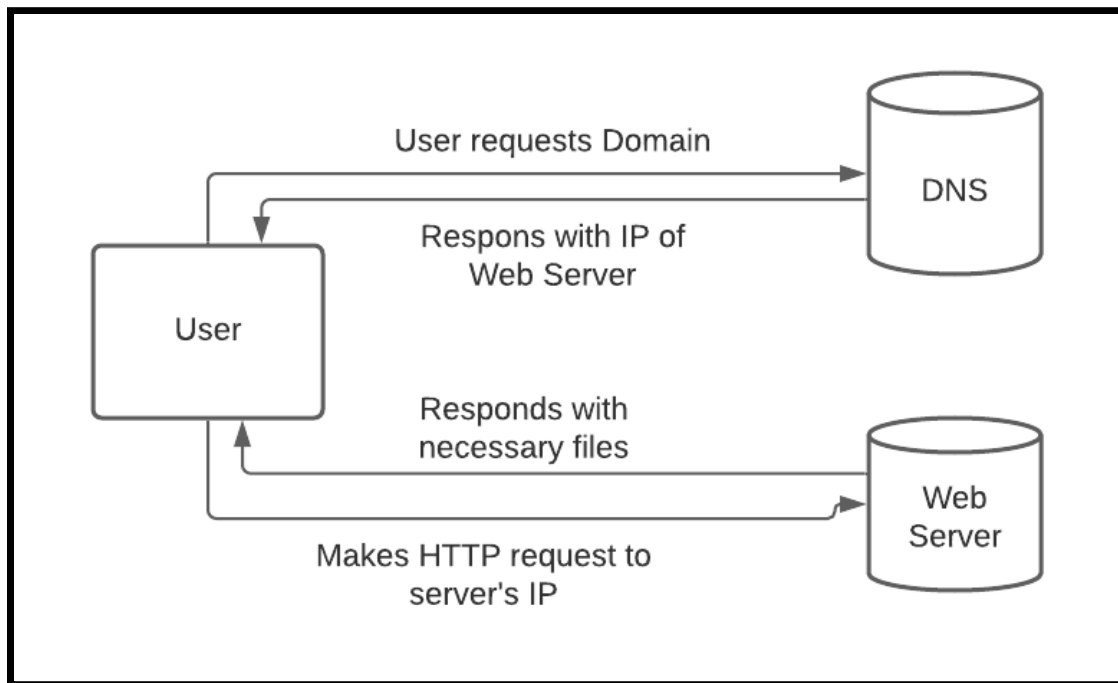 User requests Domain
DNS
Respons with IP of
Web Server
User
Responds with
necessary files
Web
Server
Makes HTTP request to
server's IP